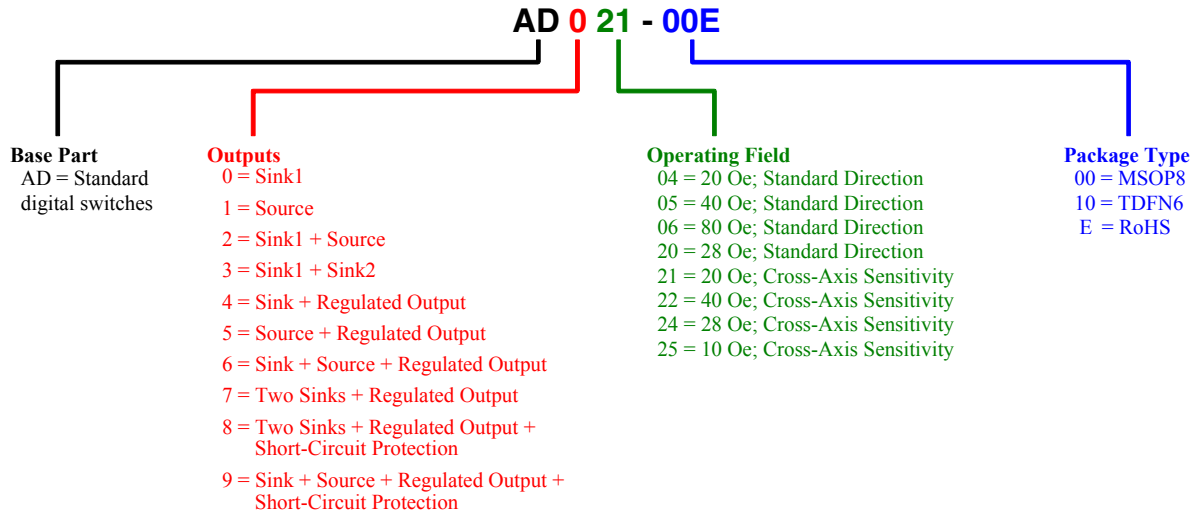 AD 0 21 - 00E
Base Part
AD = Standard
digital switches
Outputs
0 = Sink1
1 = Source
2 = Sink1 + Source
3 = Sink1 + Sink2
4 = Sink + Regulated Output
5 = Source + Regulated Output
6 = Sink + Source + Regulated Output
7 = Two Sinks + Regulated Output
8 = Two Sinks + Regulated Output +
Short-Circuit Protection
9 = Sink + Source + Regulated Output +
Short-Circuit Protection
Operating Field
04 = 20 Oe; Standard Direction
05 = 40 Oe; Standard Direction
06 = 80 Oe; Standard Direction
20 = 28 Oe; Standard Direction
21 = 20 Oe; Cross-Axis Sensitivity
22 = 40 Oe; Cross-Axis Sensitivity
24 = 28 Oe; Cross-Axis Sensitivity
25 = 10 Oe; Cross-Axis Sensitivity
Package Type
00 = MSOP8
10 = TDFN6
E = RoHS